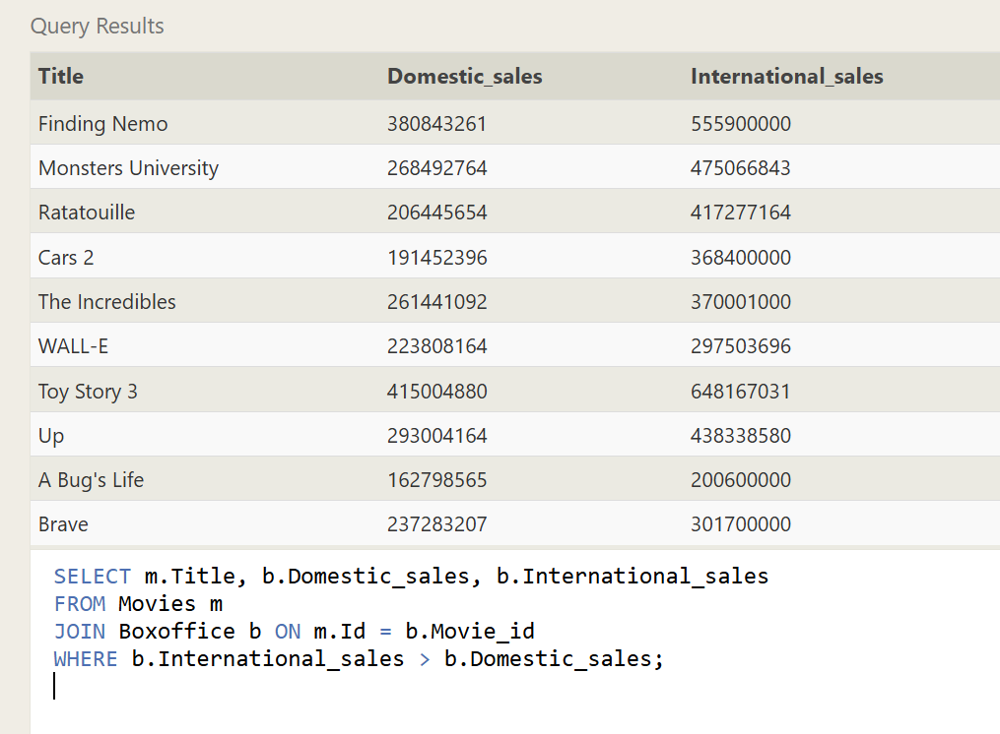 Query Results
Title Domestic_sales International_sales
Finding Nemo 380843261 555900000
Monsters University 268492764 475066843
Ratatouille 206445654 417277164
Cars 2 191452396 368400000
The Incredibles 261441092 370001000
WALL-E 223808164 297503696
Toy Story 3 415004880 648167031
Up 293004164 438338580
A Bug's Life 162798565 200600000
Brave 237283207 301700000
SELECT m.Title, b.Domestic_sales, b.International_sales
FROM Movies m
JOIN Boxoffice b ON m.Id = b.Movie_id
WHERE b.International_sales > b.Domestic_sales;